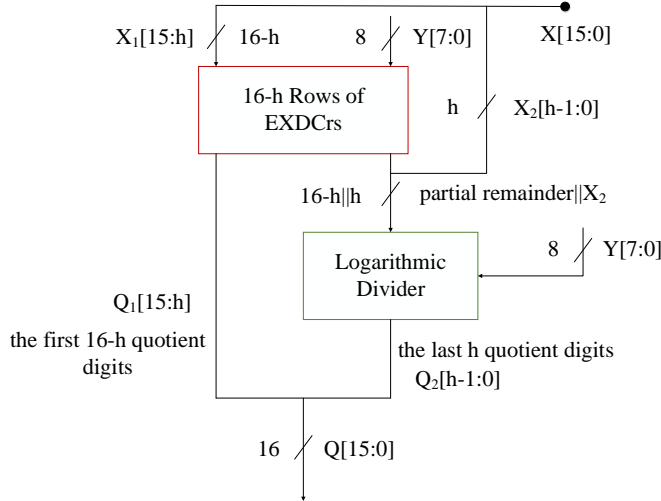 X₁[15:h]
16-h
8
Y[7:0]
X[15:0]
16-h Rows of
EXDCrs
h
X₂[h-1:0]
16-h||h
partial remainder||X₂
8
Y[7:0]
Logarithmic
Divider
Q₁[15:h]
the first 16-h quotient
digits
the last h quotient digits
Q₂[h-1:0]
16
Q[15:0]